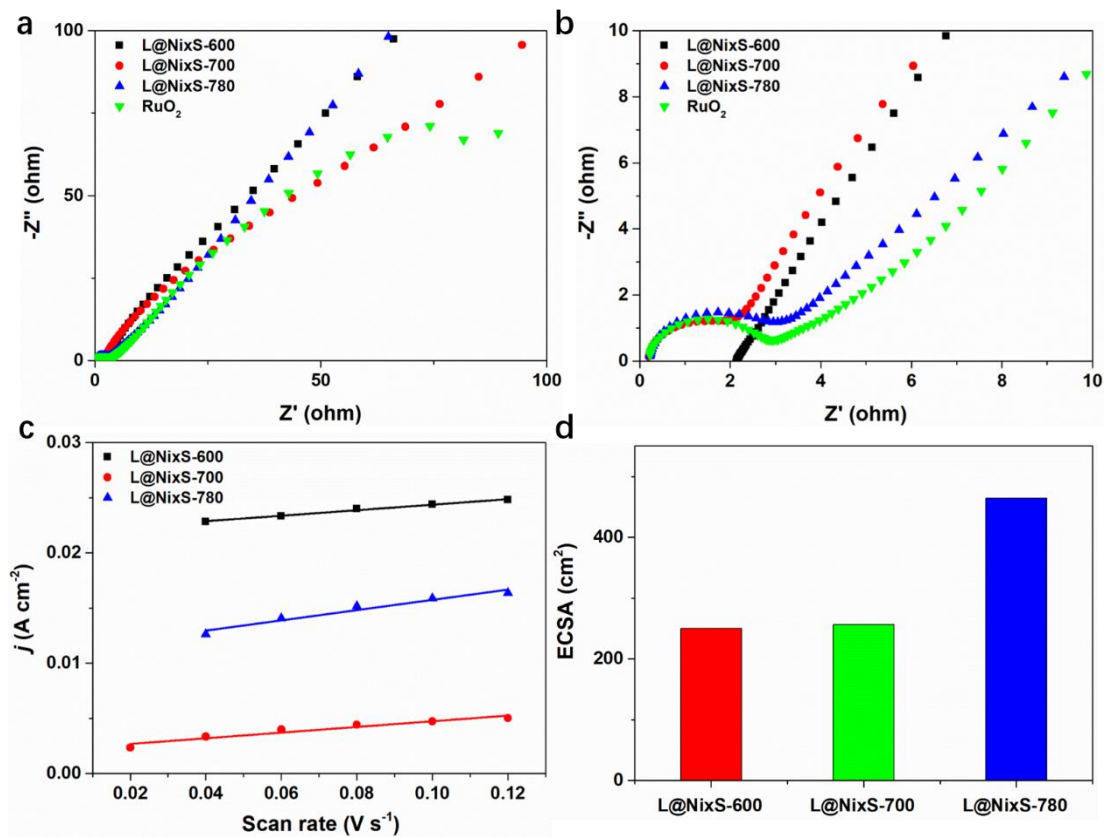 a
100
50
0
-Z'' (ohm)
L@NixS-600
L@NixS-700
L@NixS-780
RuO₂
0
50
100
Z' (ohm)
b
10
8
6
4
2
0
-Z'' (ohm)
L@NixS-600
L@NixS-700
L@NixS-780
RuO₂
0
2
4
6
8
10
Z' (ohm)
c
0.03
0.02
0.01
0.00
j (A cm⁻²)
L@NixS-600
L@NixS-700
L@NixS-780
0.02
0.04
0.06
0.08
0.10
0.12
Scan rate (V s⁻¹)
d
400
200
0
ECSA (cm²)
L@NixS-600
L@NixS-700
L@NixS-780